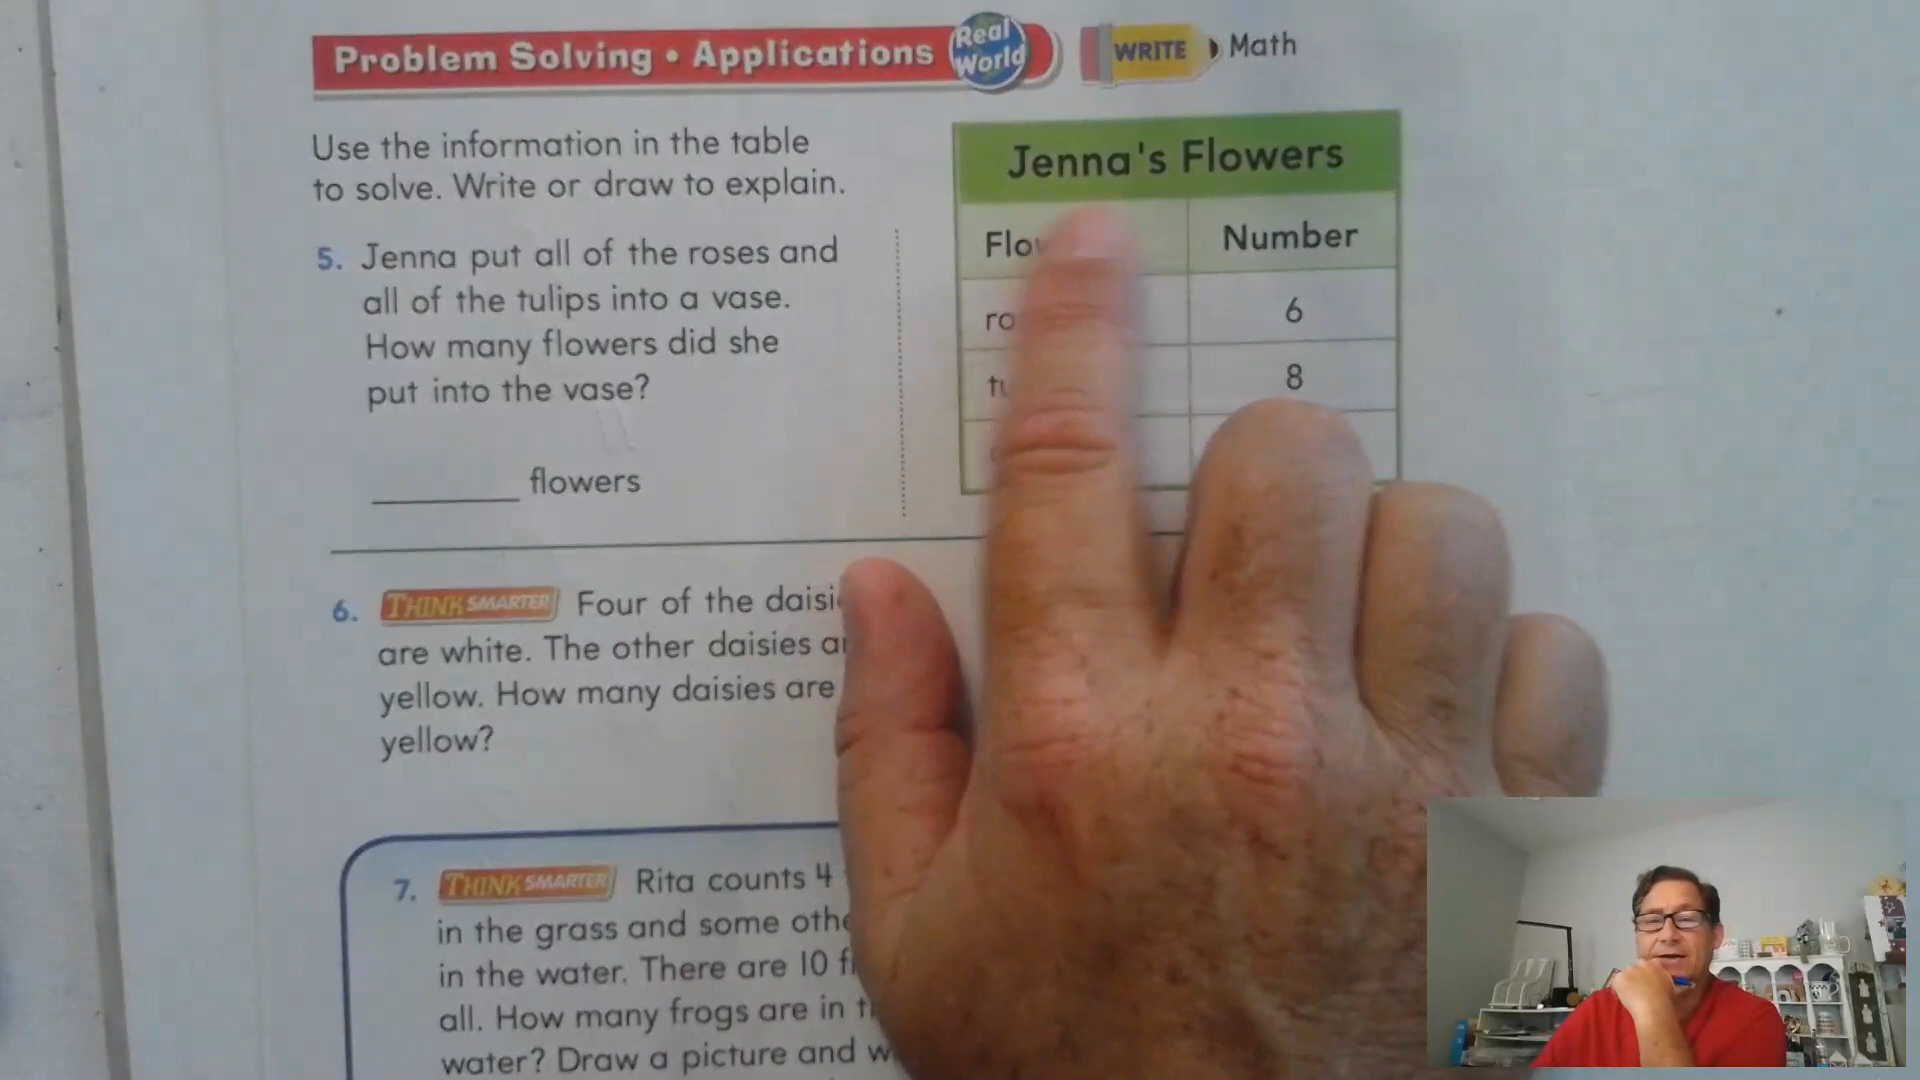 Problem Solving • Applications Real World WRITE Math
Use the information in the table
to solve. Write or draw to explain.
5. Jenna put all of the roses and
all of the tulips into a vase.
How many flowers did she
put into the vase?
flowers
Jenna's Flowers
Number
6
8
6. THINK SMARTER Four of the
are white. The other daisies
yellow. How many daisies are
yellow?
7. THINK SMARTER Rita counts 4
in the grass and some
in the water. There are 10
all. How many frogs are in
water? Draw a picture and